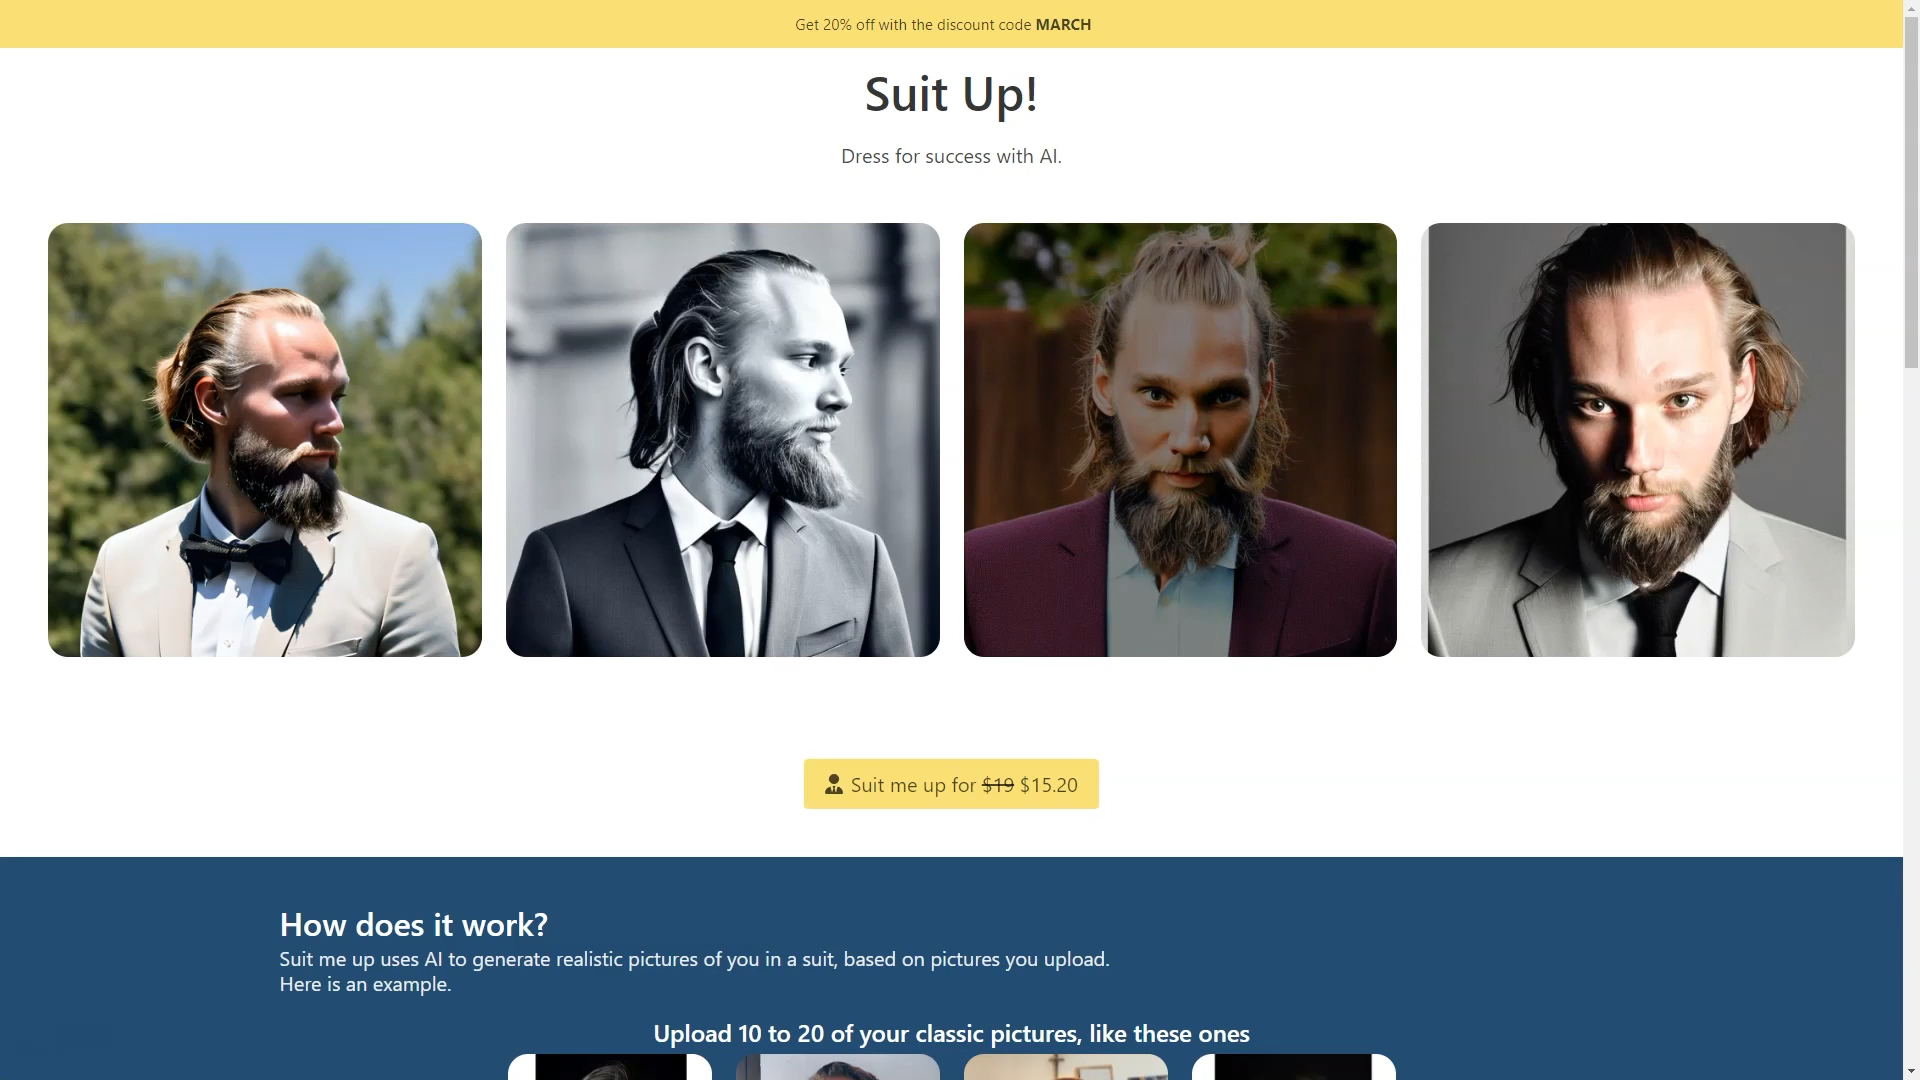 Get 20% off with the discount code MARCH
Suit Up!
Dress for success with AI.
Suit me up for $19 $15.20
How does it work?
Suit me up uses AI to generate realistic pictures of you in a suit, based on pictures you upload.
Here is an example.
Upload 10 to 20 of your classic pictures, like these ones